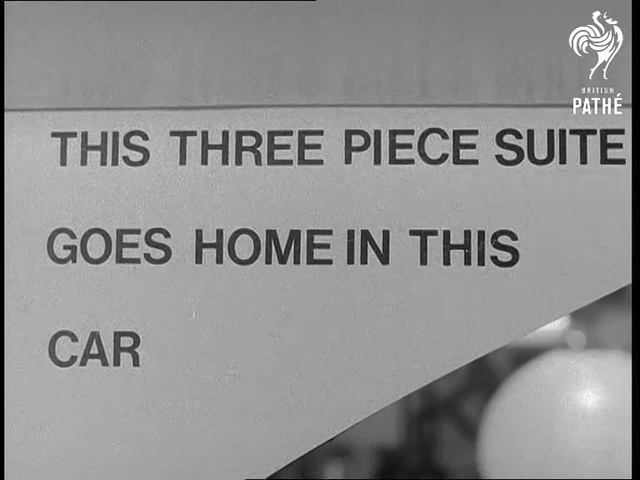 BRITISH
PATHÉ
THIS THREE PIECE SUITE
GOES HOME IN THIS
CAR